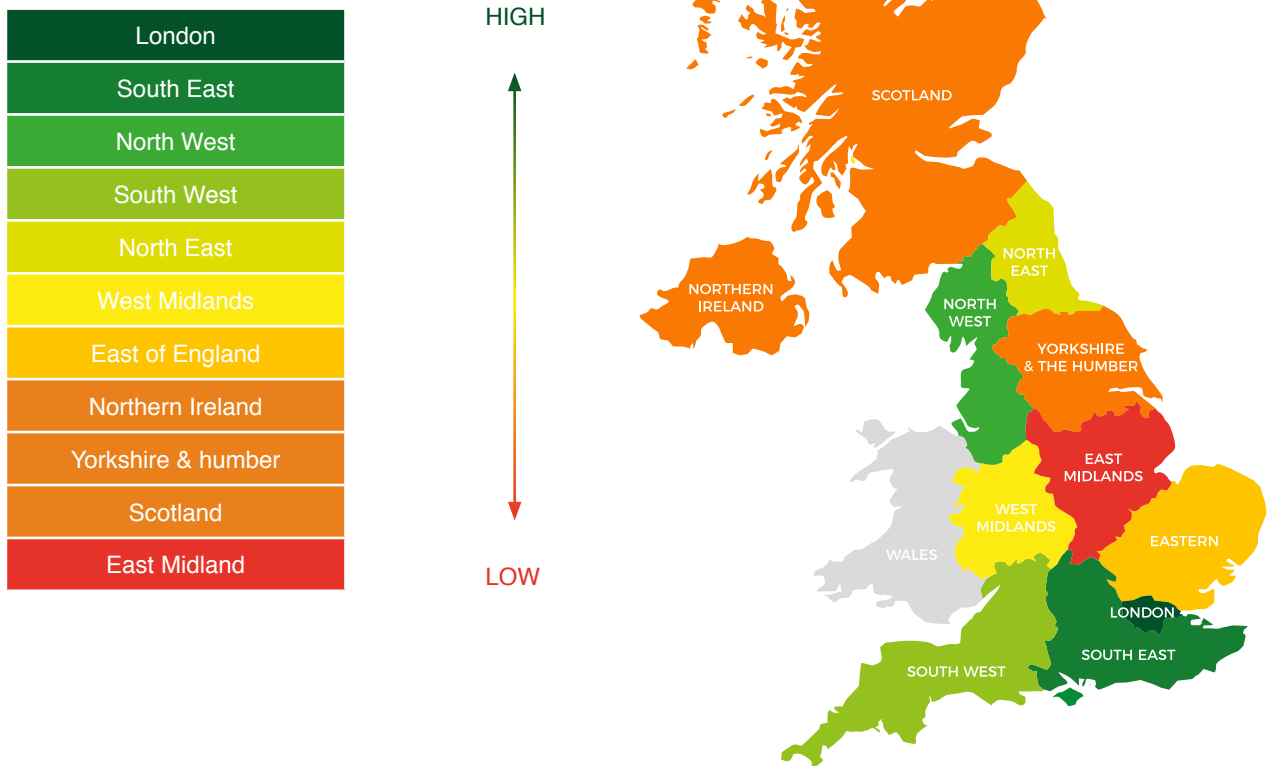 London
South East
North West
South West
North East
West Midlands
East of England
Northern Ireland
Yorkshire & humber
Scotland
East Midland
HIGH
LOW
SCOTLAND
NORTH
EAST
NORTHERN
IRELAND
NORTH
WEST
YORKSHIRE
& THE HUMBER
EAST
MIDLANDS
WEST
MIDLANDS
EASTERN
WALES
LONDON
SOUTH EAST
SOUTH WEST